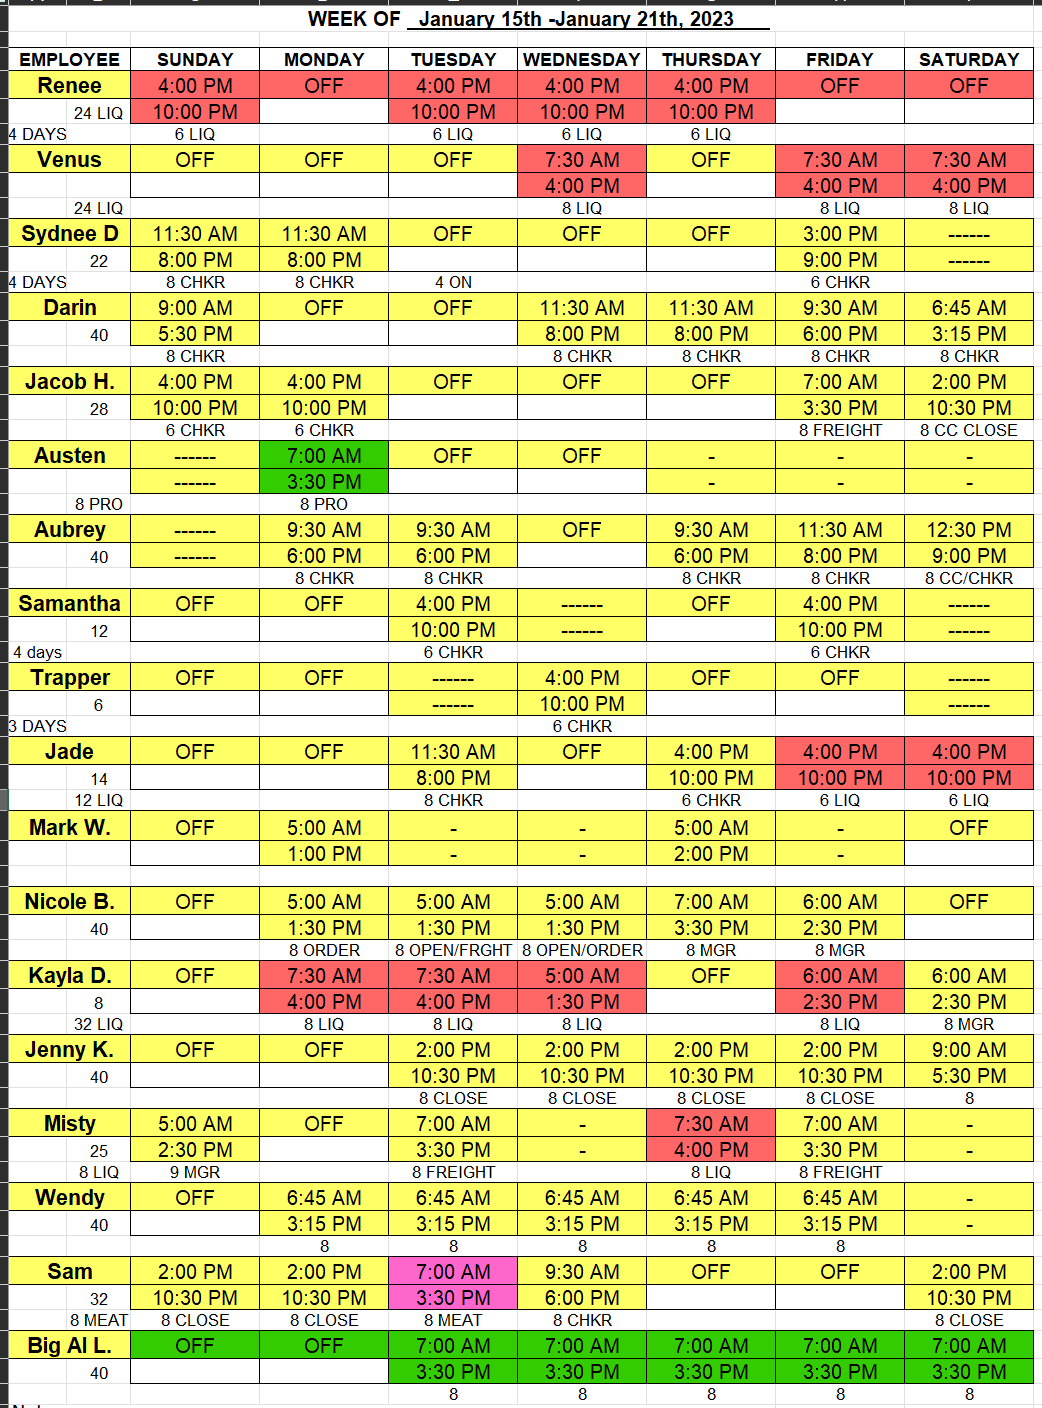 WEEK OF January 15th -January 21th, 2023
EMPLOYEE SUNDAY MONDAY TUESDAY WEDNESDAY THURSDAY FRIDAY SATURDAY
Renee 4:00 PM OFF 4:00 PM 4:00 PM 4:00 PM OFF OFF
24 LIQ 10:00 PM 10:00 PM 10:00 PM 10:00 PM
4 DAYS 6 LIQ 6 LIQ 6 LIQ 6 LIQ
Venus OFF OFF OFF 7:30 AM OFF 7:30 AM 7:30 AM
4:00 PM 4:00 PM 4:00 PM
24 LIQ 8 LIQ 8 LIQ 8 LIQ
Sydnee D 11:30 AM 11:30 AM OFF OFF OFF 3:00 PM ------
22 8:00 PM 8:00 PM 9:00 PM ------
4 DAYS 8 CHKR 8 CHKR 4 ON 6 CHKR
Darin 9:00 AM OFF OFF 11:30 AM 11:30 AM 9:30 AM 6:45 AM
40 5:30 PM 8:00 PM 8:00 PM 6:00 PM 3:15 PM
8 CHKR 8 CHKR 8 CHKR 8 CHKR 8 CHKR
Jacob H. 4:00 PM 4:00 PM OFF OFF OFF 7:00 AM 2:00 PM
28 10:00 PM 10:00 PM 3:30 PM 10:30 PM
6 CHKR 6 CHKR 8 FREIGHT 8 CC CLOSE
Austen ------ 7:00 AM OFF OFF - - -
------ 3:30 PM - - -
8 PRO 8 PRO
Aubrey ------ 9:30 AM 9:30 AM OFF 9:30 AM 11:30 AM 12:30 PM
40 ------ 6:00 PM 6:00 PM 6:00 PM 8:00 PM 9:00 PM
8 CHKR 8 CHKR 8 CHKR 8 CHKR 8 CC/CHKR
Samantha OFF OFF 4:00 PM ------ OFF 4:00 PM ------
12 10:00 PM ------ 10:00 PM ------
4 days 6 CHKR 6 CHKR
Trapper OFF OFF ------ 4:00 PM OFF OFF ------
6 ------ 10:00 PM ------
3 DAYS 6 CHKR
Jade OFF OFF 11:30 AM OFF 4:00 PM 4:00 PM 4:00 PM
14 8:00 PM 10:00 PM 10:00 PM 10:00 PM
12 LIQ 8 CHKR 6 CHKR 6 LIQ 6 LIQ
Mark W. OFF 5:00 AM - - 5:00 AM - OFF
1:00 PM - - 2:00 PM -
Nicole B. OFF 5:00 AM 5:00 AM 5:00 AM 7:00 AM 6:00 AM OFF
40 1:30 PM 1:30 PM 1:30 PM 3:30 PM 2:30 PM
8 ORDER 8 OPEN/FRGHT 8 OPEN/ORDER 8 MGR 8 MGR
Kayla D. OFF 7:30 AM 7:30 AM 5:00 AM OFF 6:00 AM 6:00 AM
8 4:00 PM 4:00 PM 1:30 PM 2:30 PM 2:30 PM
32 LIQ 8 LIQ 8 LIQ 8 LIQ 8 LIQ 8 MGR
Jenny K. OFF OFF 2:00 PM 2:00 PM 2:00 PM 2:00 PM 9:00 AM
40 10:30 PM 10:30 PM 10:30 PM 10:30 PM 5:30 PM
8 CLOSE 8 CLOSE 8 CLOSE 8 CLOSE 8
Misty 5:00 AM OFF 7:00 AM - 7:30 AM 7:00 AM -
25 2:30 PM 3:30 PM - 4:00 PM 3:30 PM -
8 LIQ 9 MGR 8 FREIGHT 8 LIQ 8 FREIGHT
Wendy OFF 6:45 AM 6:45 AM 6:45 AM 6:45 AM 6:45 AM -
40 3:15 PM 3:15 PM 3:15 PM 3:15 PM 3:15 PM -
8 8 8 8 8
Sam 2:00 PM 2:00 PM 7:00 AM 9:30 AM OFF OFF 2:00 PM
32 10:30 PM 10:30 PM 3:30 PM 6:00 PM 10:30 PM
8 MEAT 8 CLOSE 8 CLOSE 8 MEAT 8 CHKR 8 CLOSE
Big Al L. OFF OFF 7:00 AM 7:00 AM 7:00 AM 7:00 AM 7:00 AM
40 3:30 PM 3:30 PM 3:30 PM 3:30 PM 3:30 PM
8 8 8 8 8